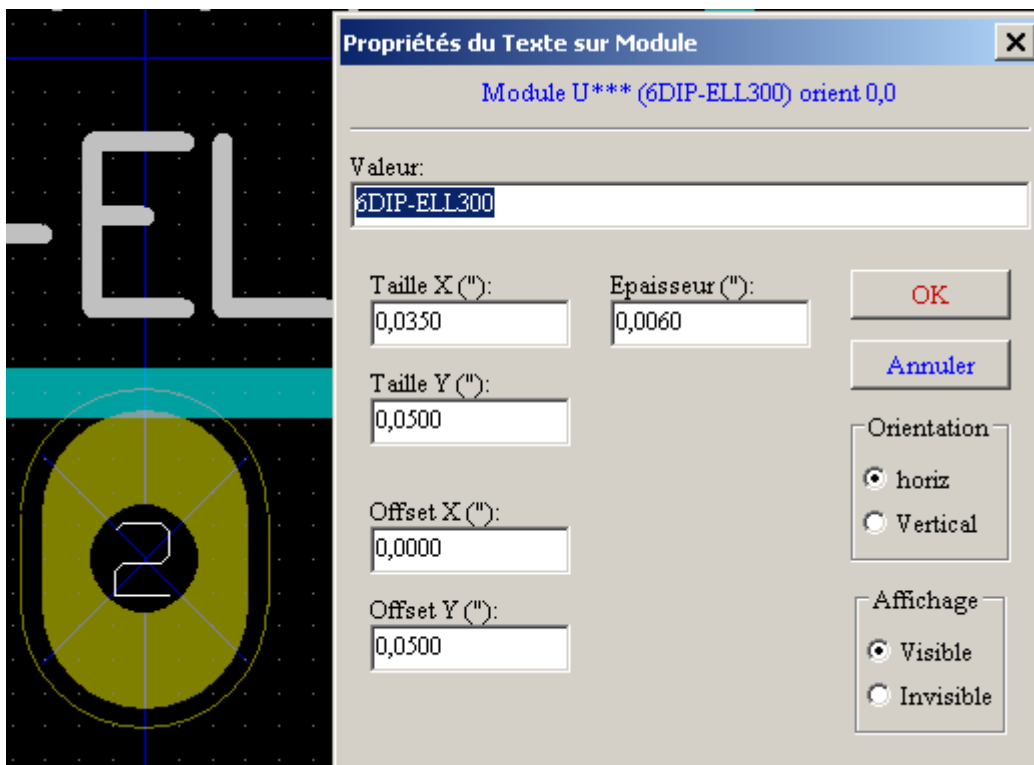 Propriétés du Texte sur Module
Module U*** (6DIP-ELL300) orient 0,0
-EL
Valeur:
6DIP-ELL300
Taille X ("):
Epaisseur ("):
0,0350
0,0060
OK
Taille Y ("):
Annuler
0,0500
Orientation
horiz
Vertical
Offset X ("):
0,0000
2
Offset Y ("):
0,0500
Affichage
Visible
Invisible